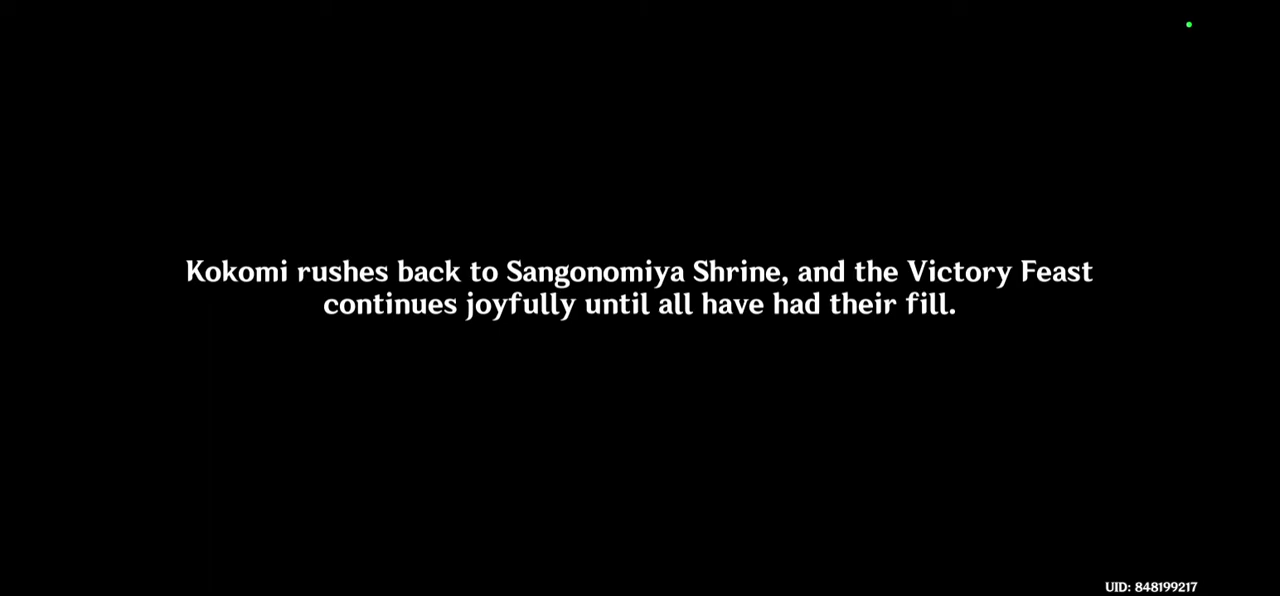 Kokomi rushes back to Sangonomiya Shrine, and the Victory Feast
continues joyfully until all have had their fill.
UID: 848199217